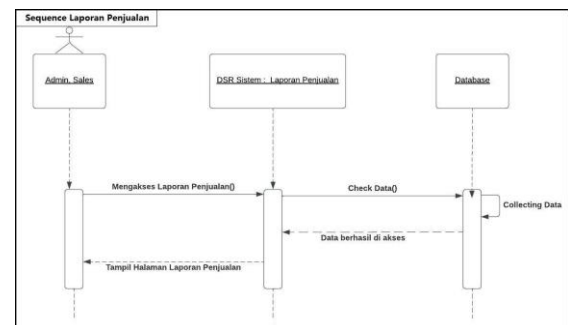 Sequence Laporan Penjualan
Admin, Sales
DSR Sistem : Laporan Penjualan
Database
Mengakses Laporan Penjualan()
Check Data()
Collecting Data
Data berhasil di akses
Tampil Halaman Laporan Penjualan